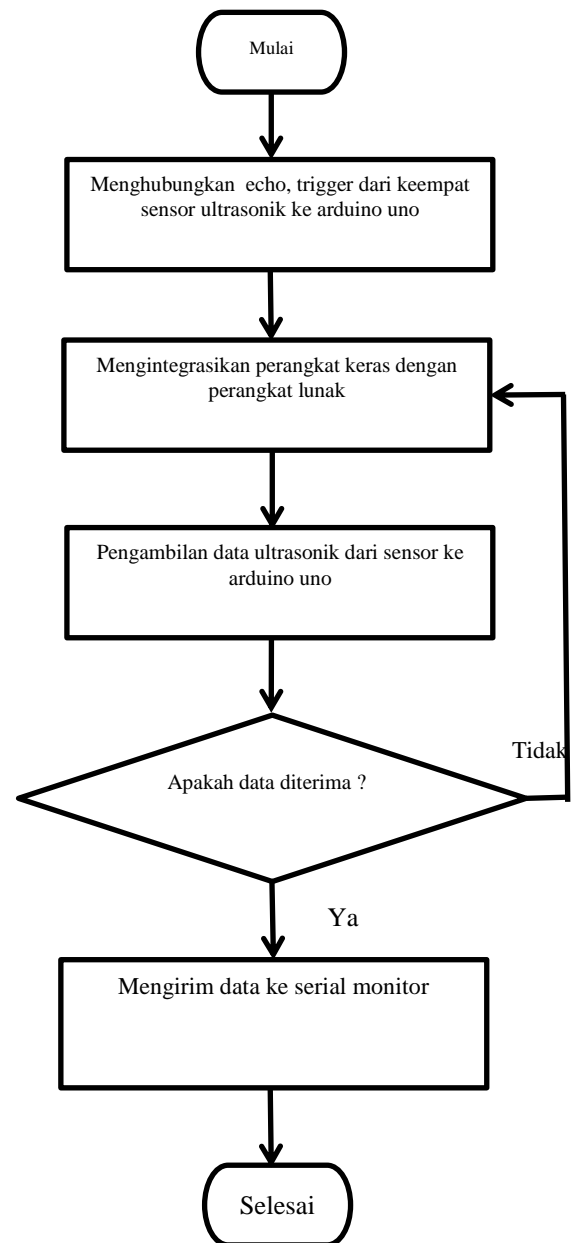 Mulai
Menghubungkan echo, trigger dari keempat
sensor ultrasonik ke arduino uno
Mengintegrasikan perangkat keras dengan
perangkat lunak
Pengambilan data ultrasonik dari sensor ke
arduino uno
Apakah data diterima ?
Tidak
Ya
Mengirim data ke serial monitor
Selesai